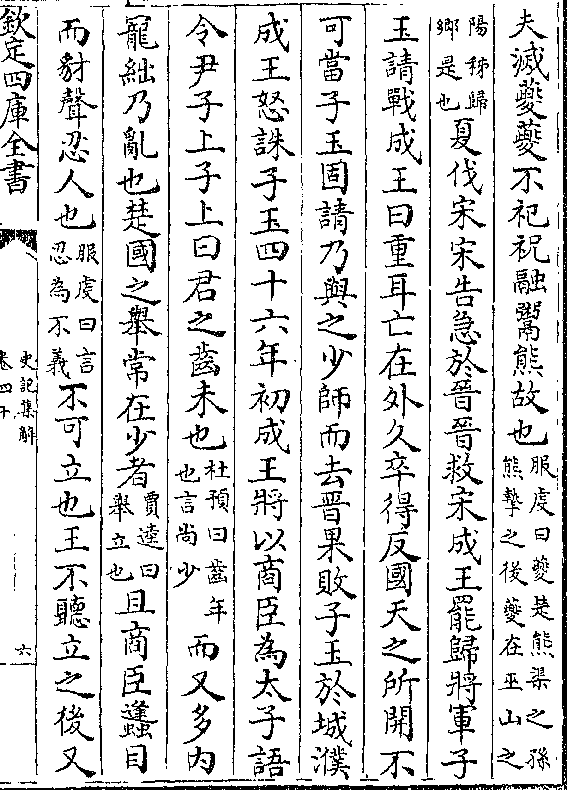 夫滅夔夔不祀祝融鬻熊故也服虔曰夔楚熊渠之孫熊摯之後夔在巫山之
陽秭歸鄉是也夏伐宋宋告急於晉晉救宋成王罷歸將軍子
玉請戰成王曰重耳亡在外久卒得反國天之所開不
可當子玉固請乃與之少師而去晉果敗子玉於城濮
成王怒誅子玉四十六年初成王將以商臣為太子語
令尹子上子上曰君之齒未也杜預曰齒年也言尚少而又多内
寵絀乃亂也楚國之舉常在少者賈逵曰舉立也且商臣蠭目
而豺聲忍人也服虔曰言忍為不義不可立也王不聽立之後又
欽定四庫全書
史記集解
卷四十
六